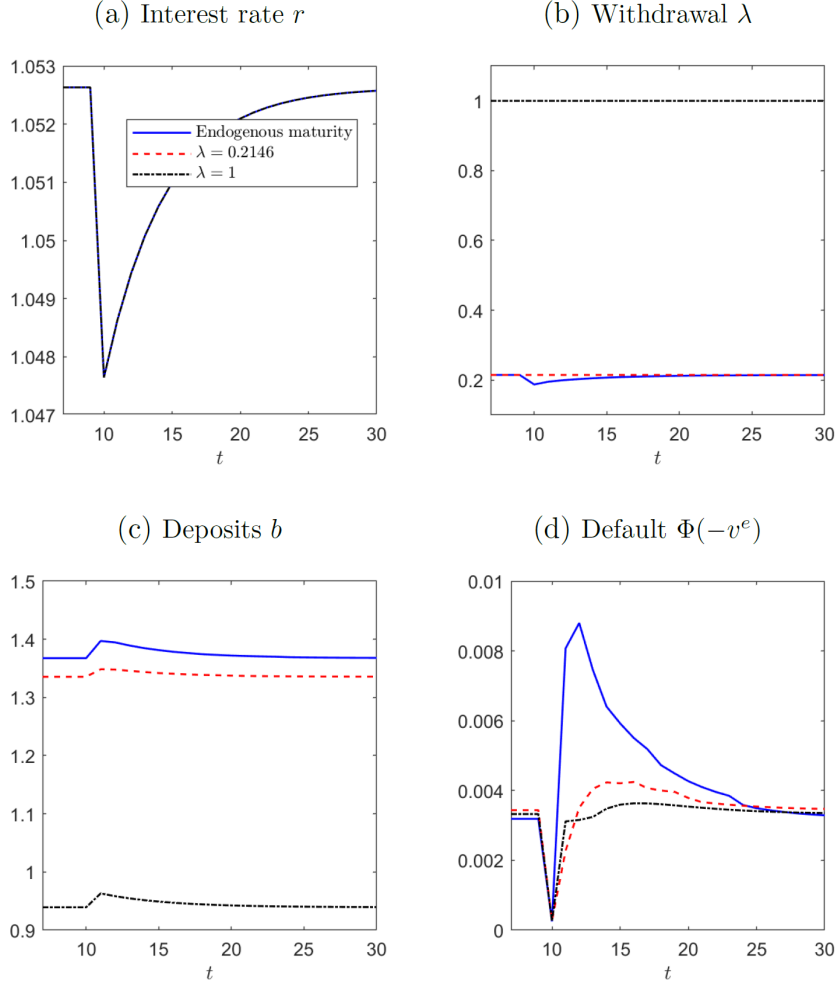 (a) Interest rate r
1.053
1.052
1.051
1.05
1.049
1.048
1.047
Endogenous maturity
λ = 0.2146
λ = 1
10 15 20 25 30
t
(b) Withdrawal λ
1
0.8
0.6
0.4
0.2
10 15 20 25 30
t
(c) Deposits b
1.5
1.4
1.3
1.2
1.1
1
0.9
10 15 20 25 30
t
(d) Default Φ(−vᵉ)
0.01
0.008
0.006
0.004
0.002
0
10 15 20 25 30
t